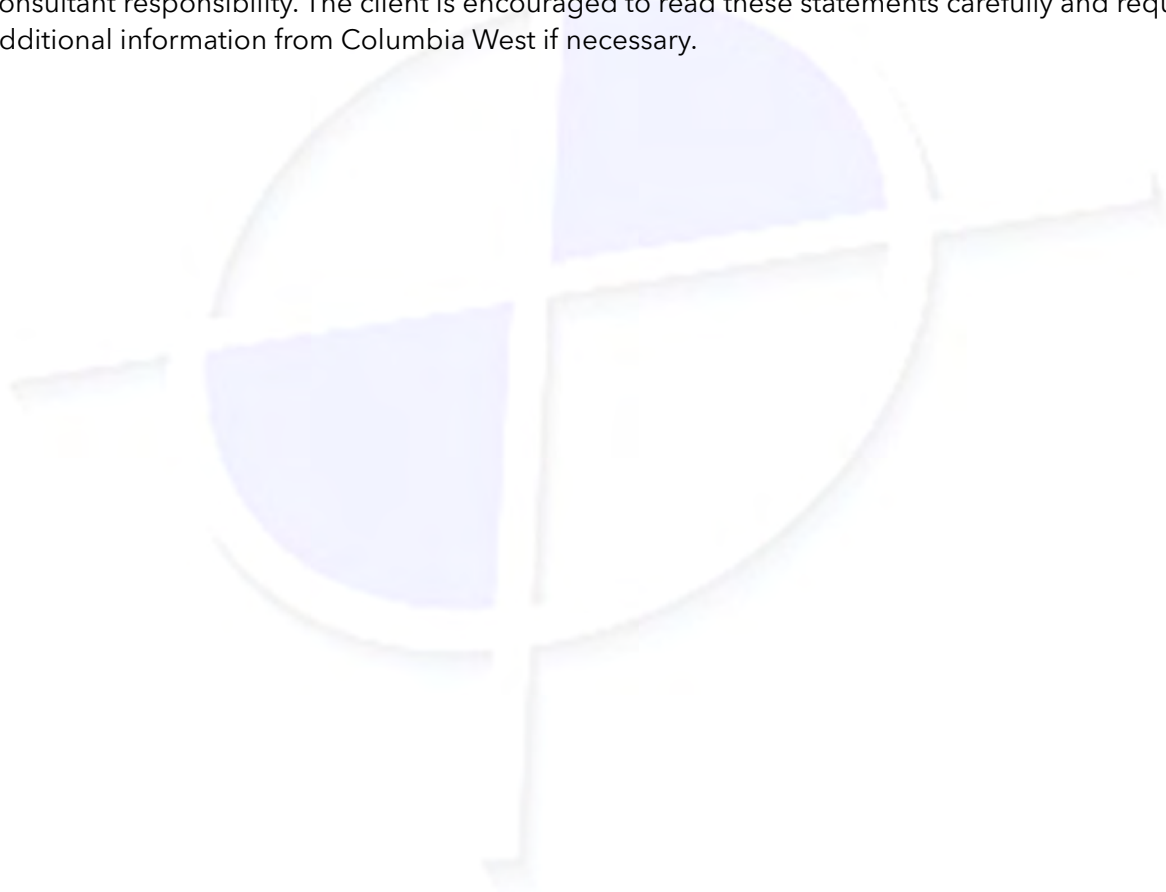 onsultant responsibility. The client is encouraged to read these statements carefully and requ
dditional information from Columbia West if necessary.